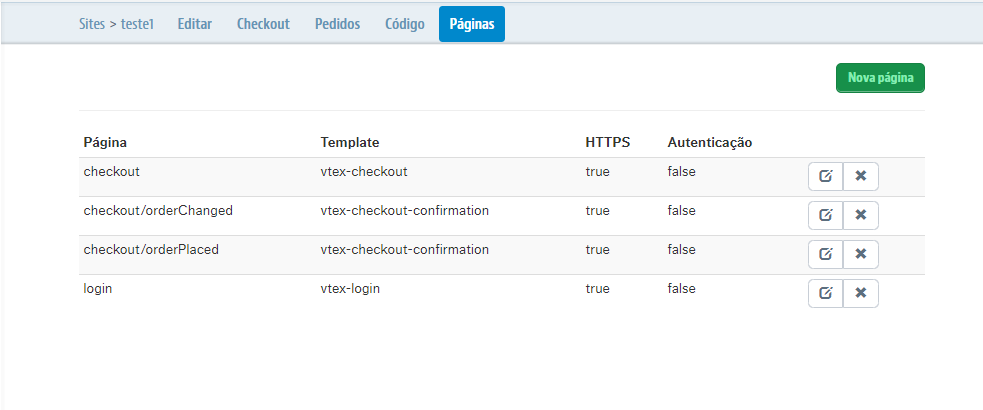 Sites > teste1 Editar Checkout Pedidos Código Páginas
Nova página
Página Template HTTPS Autenticação
checkout vtex-checkout true false
checkout/orderChanged vtex-checkout-confirmation true false
checkout/orderPlaced vtex-checkout-confirmation true false
login vtex-login true false